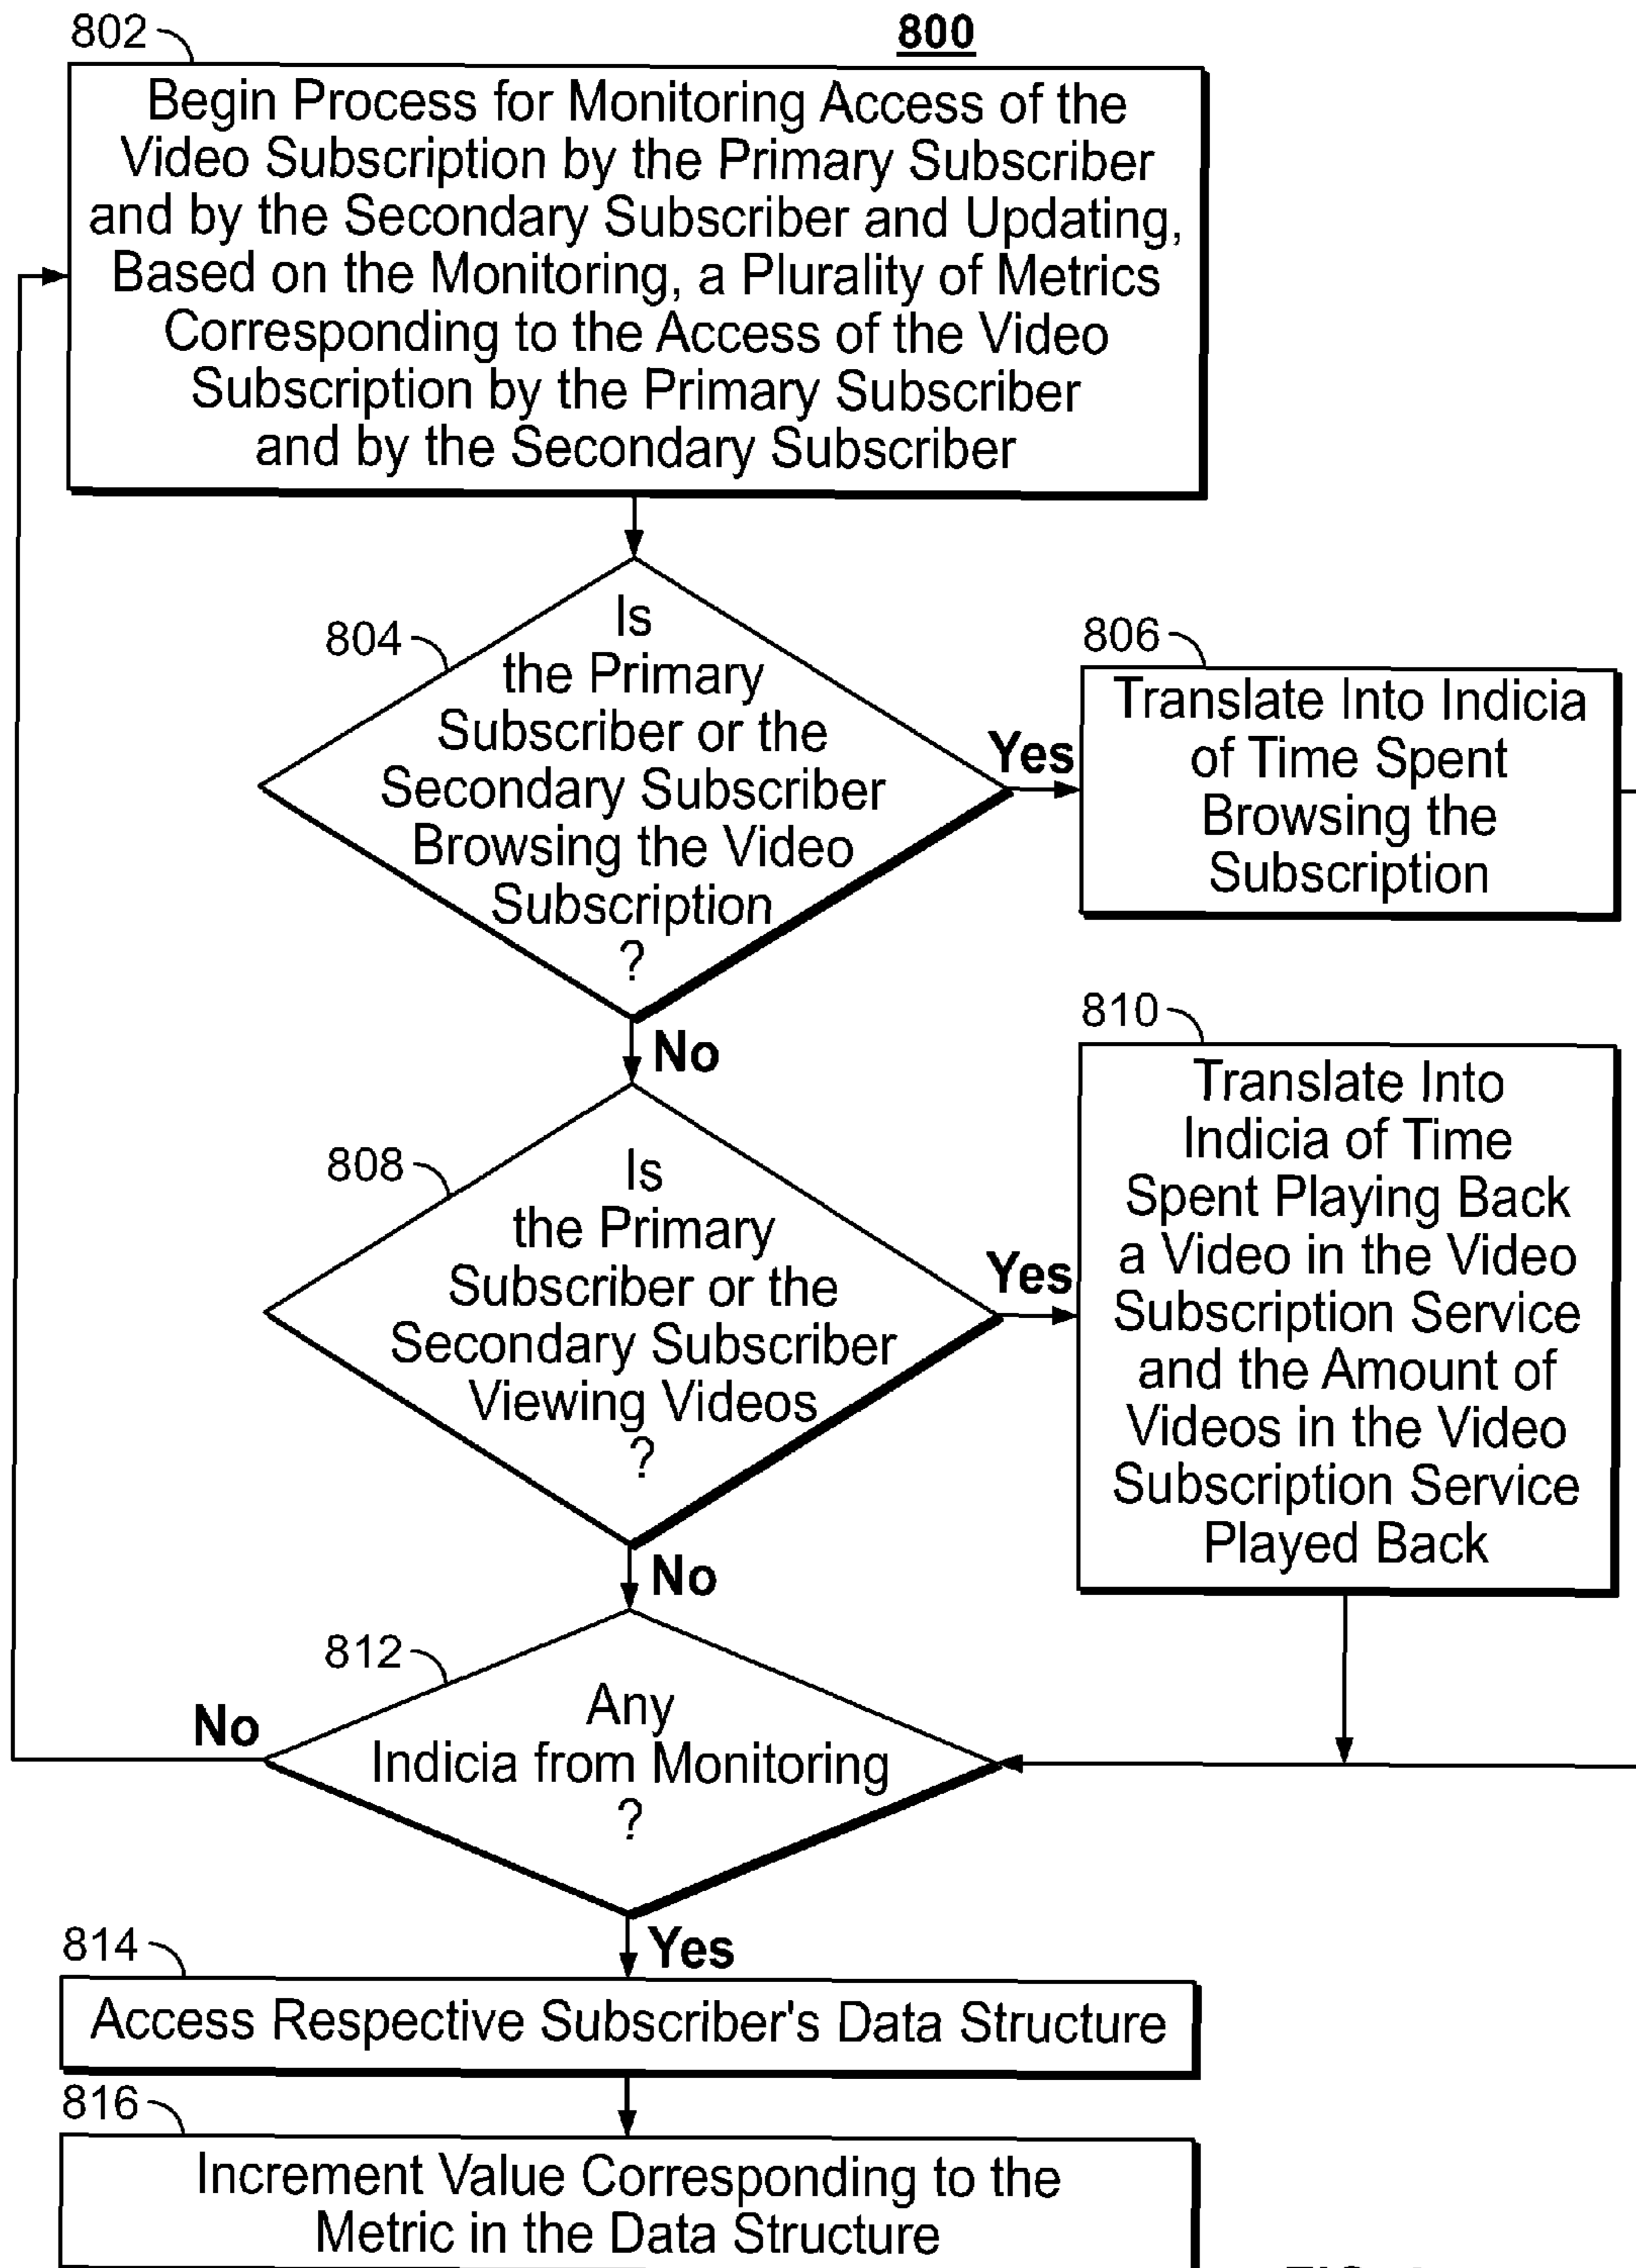 802
800
Begin Process for Monitoring Access of the
Video Subscription by the Primary Subscriber
and by the Secondary Subscriber and Updating,
Based on the Monitoring, a Plurality of Metrics
Corresponding to the Access of the Video
Subscription by the Primary Subscriber
and by the Secondary Subscriber
804
Is
the Primary
Subscriber or the
Secondary Subscriber
Browsing the Video
Subscription
?
Yes
806
Translate Into Indicia
of Time Spent
Browsing the
Subscription
No
808
Is
the Primary
Subscriber or the
Secondary Subscriber
Viewing Videos
?
Yes
810
Translate Into
Indicia of Time
Spent Playing Back
a Video in the Video
Subscription Service
and the Amount of
Videos in the Video
Subscription Service
Played Back
No
812
Any
Indicia from Monitoring
?
No
Yes
814
Access Respective Subscriber's Data Structure
816
Increment Value Corresponding to the
Metric in the Data Structure